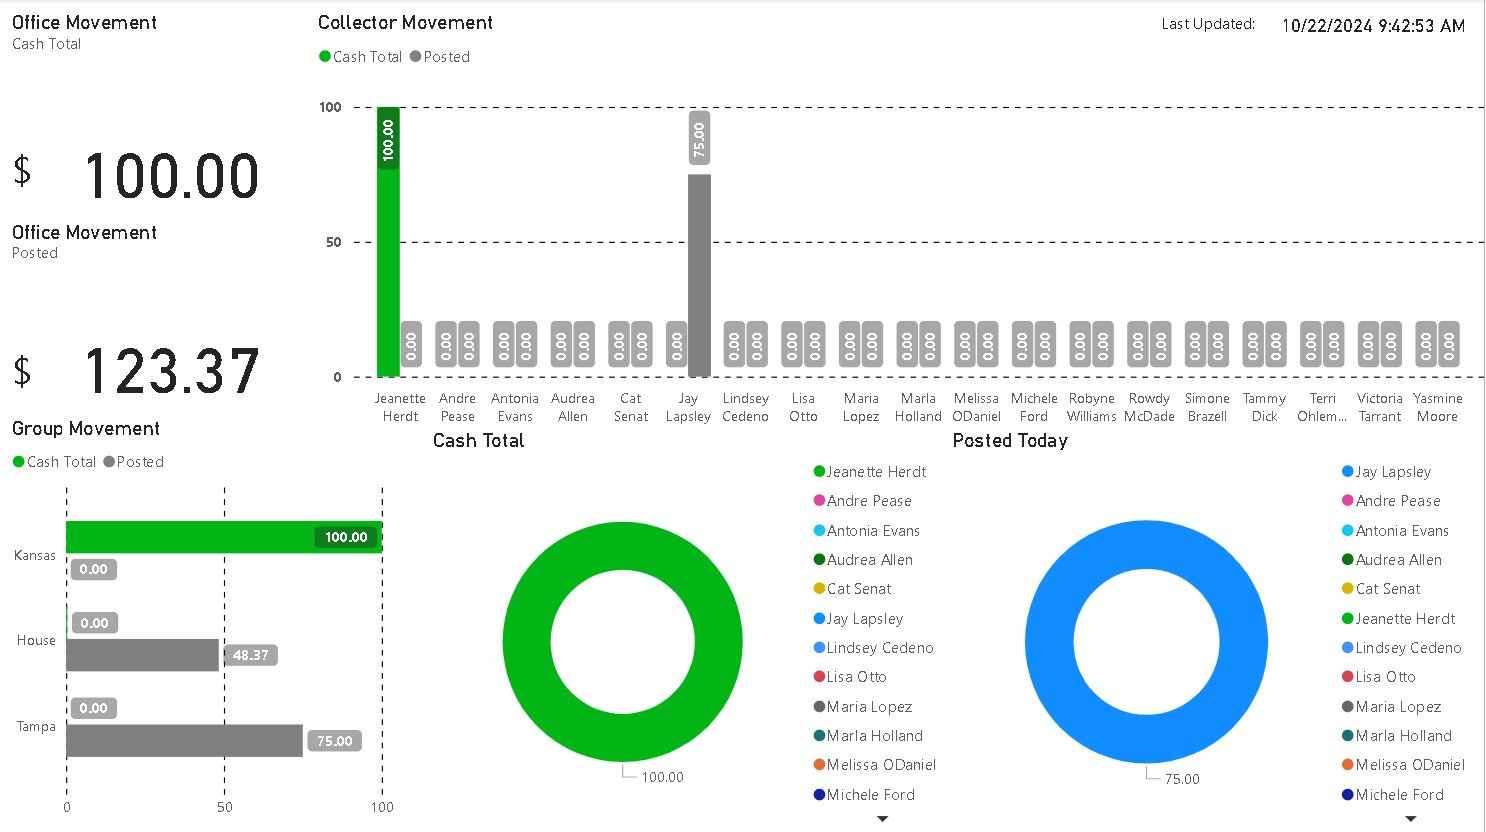 Office Movement
Cash Total
$ 100.00
Office Movement
Posted
$ 123.37
Collector Movement
Last Updated: 10/22/2024 9:42:53 AM
Cash Total Posted
100
50
0
100.00
0.00
0.00 0.00
0.00 0.00
0.00 0.00
0.00 0.00
0.00 75.00
0.00 0.00
0.00 0.00
0.00 0.00
0.00 0.00
0.00 0.00
0.00 0.00
0.00 0.00
0.00 0.00
0.00 0.00
0.00 0.00
0.00 0.00
0.00 0.00
0.00 0.00
Jeanette Herdt
Andre Pease
Antonia Evans
Audrea Allen
Cat Senat
Jay Lapsley
Lindsey Cedeno
Lisa Otto
Maria Lopez
Marla Holland
Melissa ODaniel
Michele Ford
Robyne Williams
Rowdy McDade
Simone Brazell
Tammy Dick
Terri Ohlem...
Victoria Tarrant
Yasmine Moore
Group Movement
Cash Total Posted
Kansas
100.00
0.00
House
0.00
48.37
Tampa
0.00
75.00
0 50 100
Cash Total
100.00
Jeanette Herdt
Andre Pease
Antonia Evans
Audrea Allen
Cat Senat
Jay Lapsley
Lindsey Cedeno
Lisa Otto
Maria Lopez
Marla Holland
Melissa ODaniel
Michele Ford
Posted Today
75.00
Jay Lapsley
Andre Pease
Antonia Evans
Audrea Allen
Cat Senat
Jeanette Herdt
Lindsey Cedeno
Lisa Otto
Maria Lopez
Marla Holland
Melissa ODaniel
Michele Ford